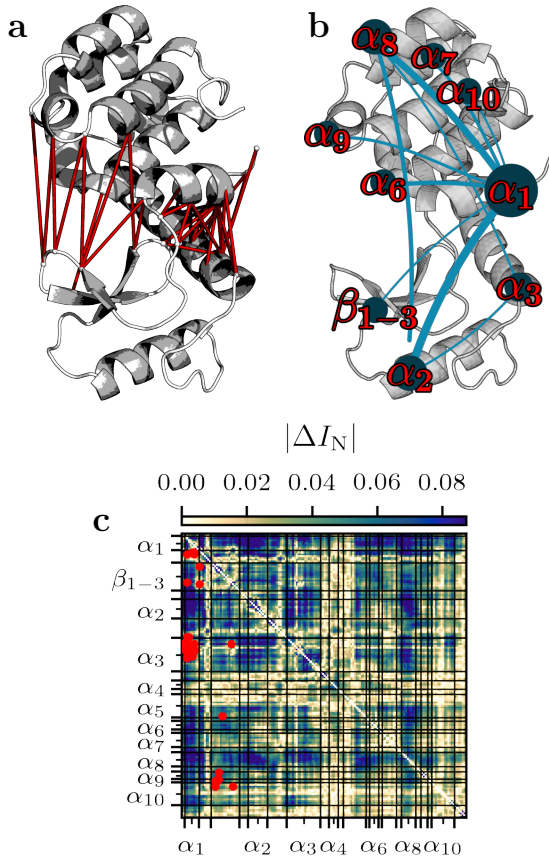 a
b
α₈
α₇
α₁₀
α₉
α₆
α₁
α₃
β₁₋₃
α₂
|ΔI_N|
0.00 0.02 0.04 0.06 0.08
c
α₁
β₁₋₃
α₂
α₃
α₄
α₅
α₆
α₇
α₈
α₉
α₁₀
α₁ α₂ α₃ α₄ α₆ α₈ α₁₀